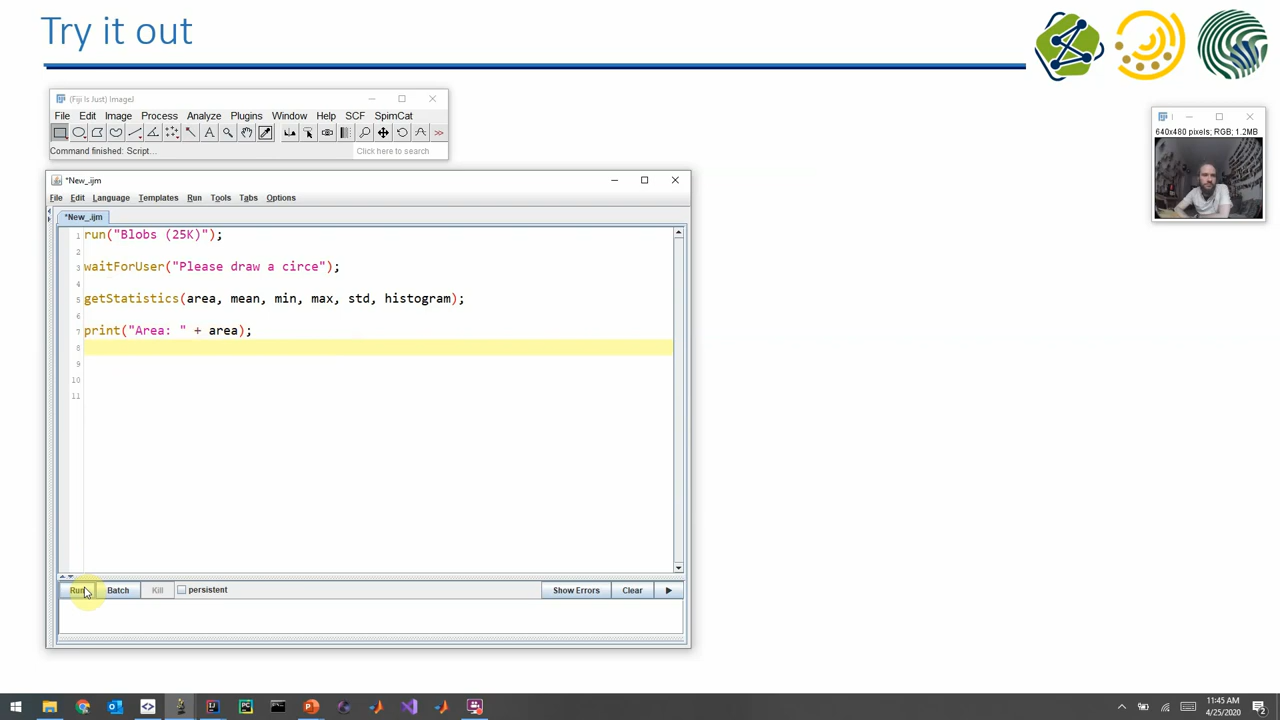 Try it out
(Fiji Is Just) ImageJ
File Edit Image Process Analyze Plugins Window Help SCF SpimCat
A
>>
Command finished: Script...
Click here to search
640x480 pixels; RGB; 1.2MB
*New_.ijm
File Edit Language Templates Run Tools Tabs Options
*New_.ijm
1 run("Blobs (25K)");
2
3 waitForUser("Please draw a circe");
4
5 getStatistics(area, mean, min, max, std, histogram);
6
7 print("Area: " + area);
8
9
10
11
Run Batch Kill persistent Show Errors Clear
11:45 AM
4/25/2020
2